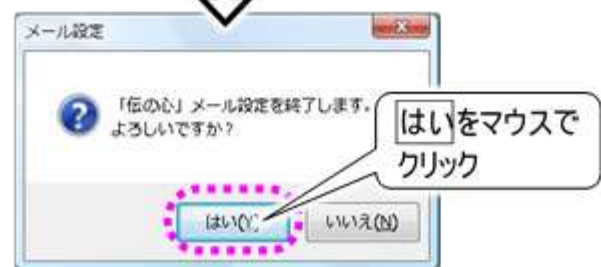 メール設定
「伝の心」メール設定を終了します。
よろしいですか?
はいをマウスで
クリック
はい(Y)
いいえ(N)